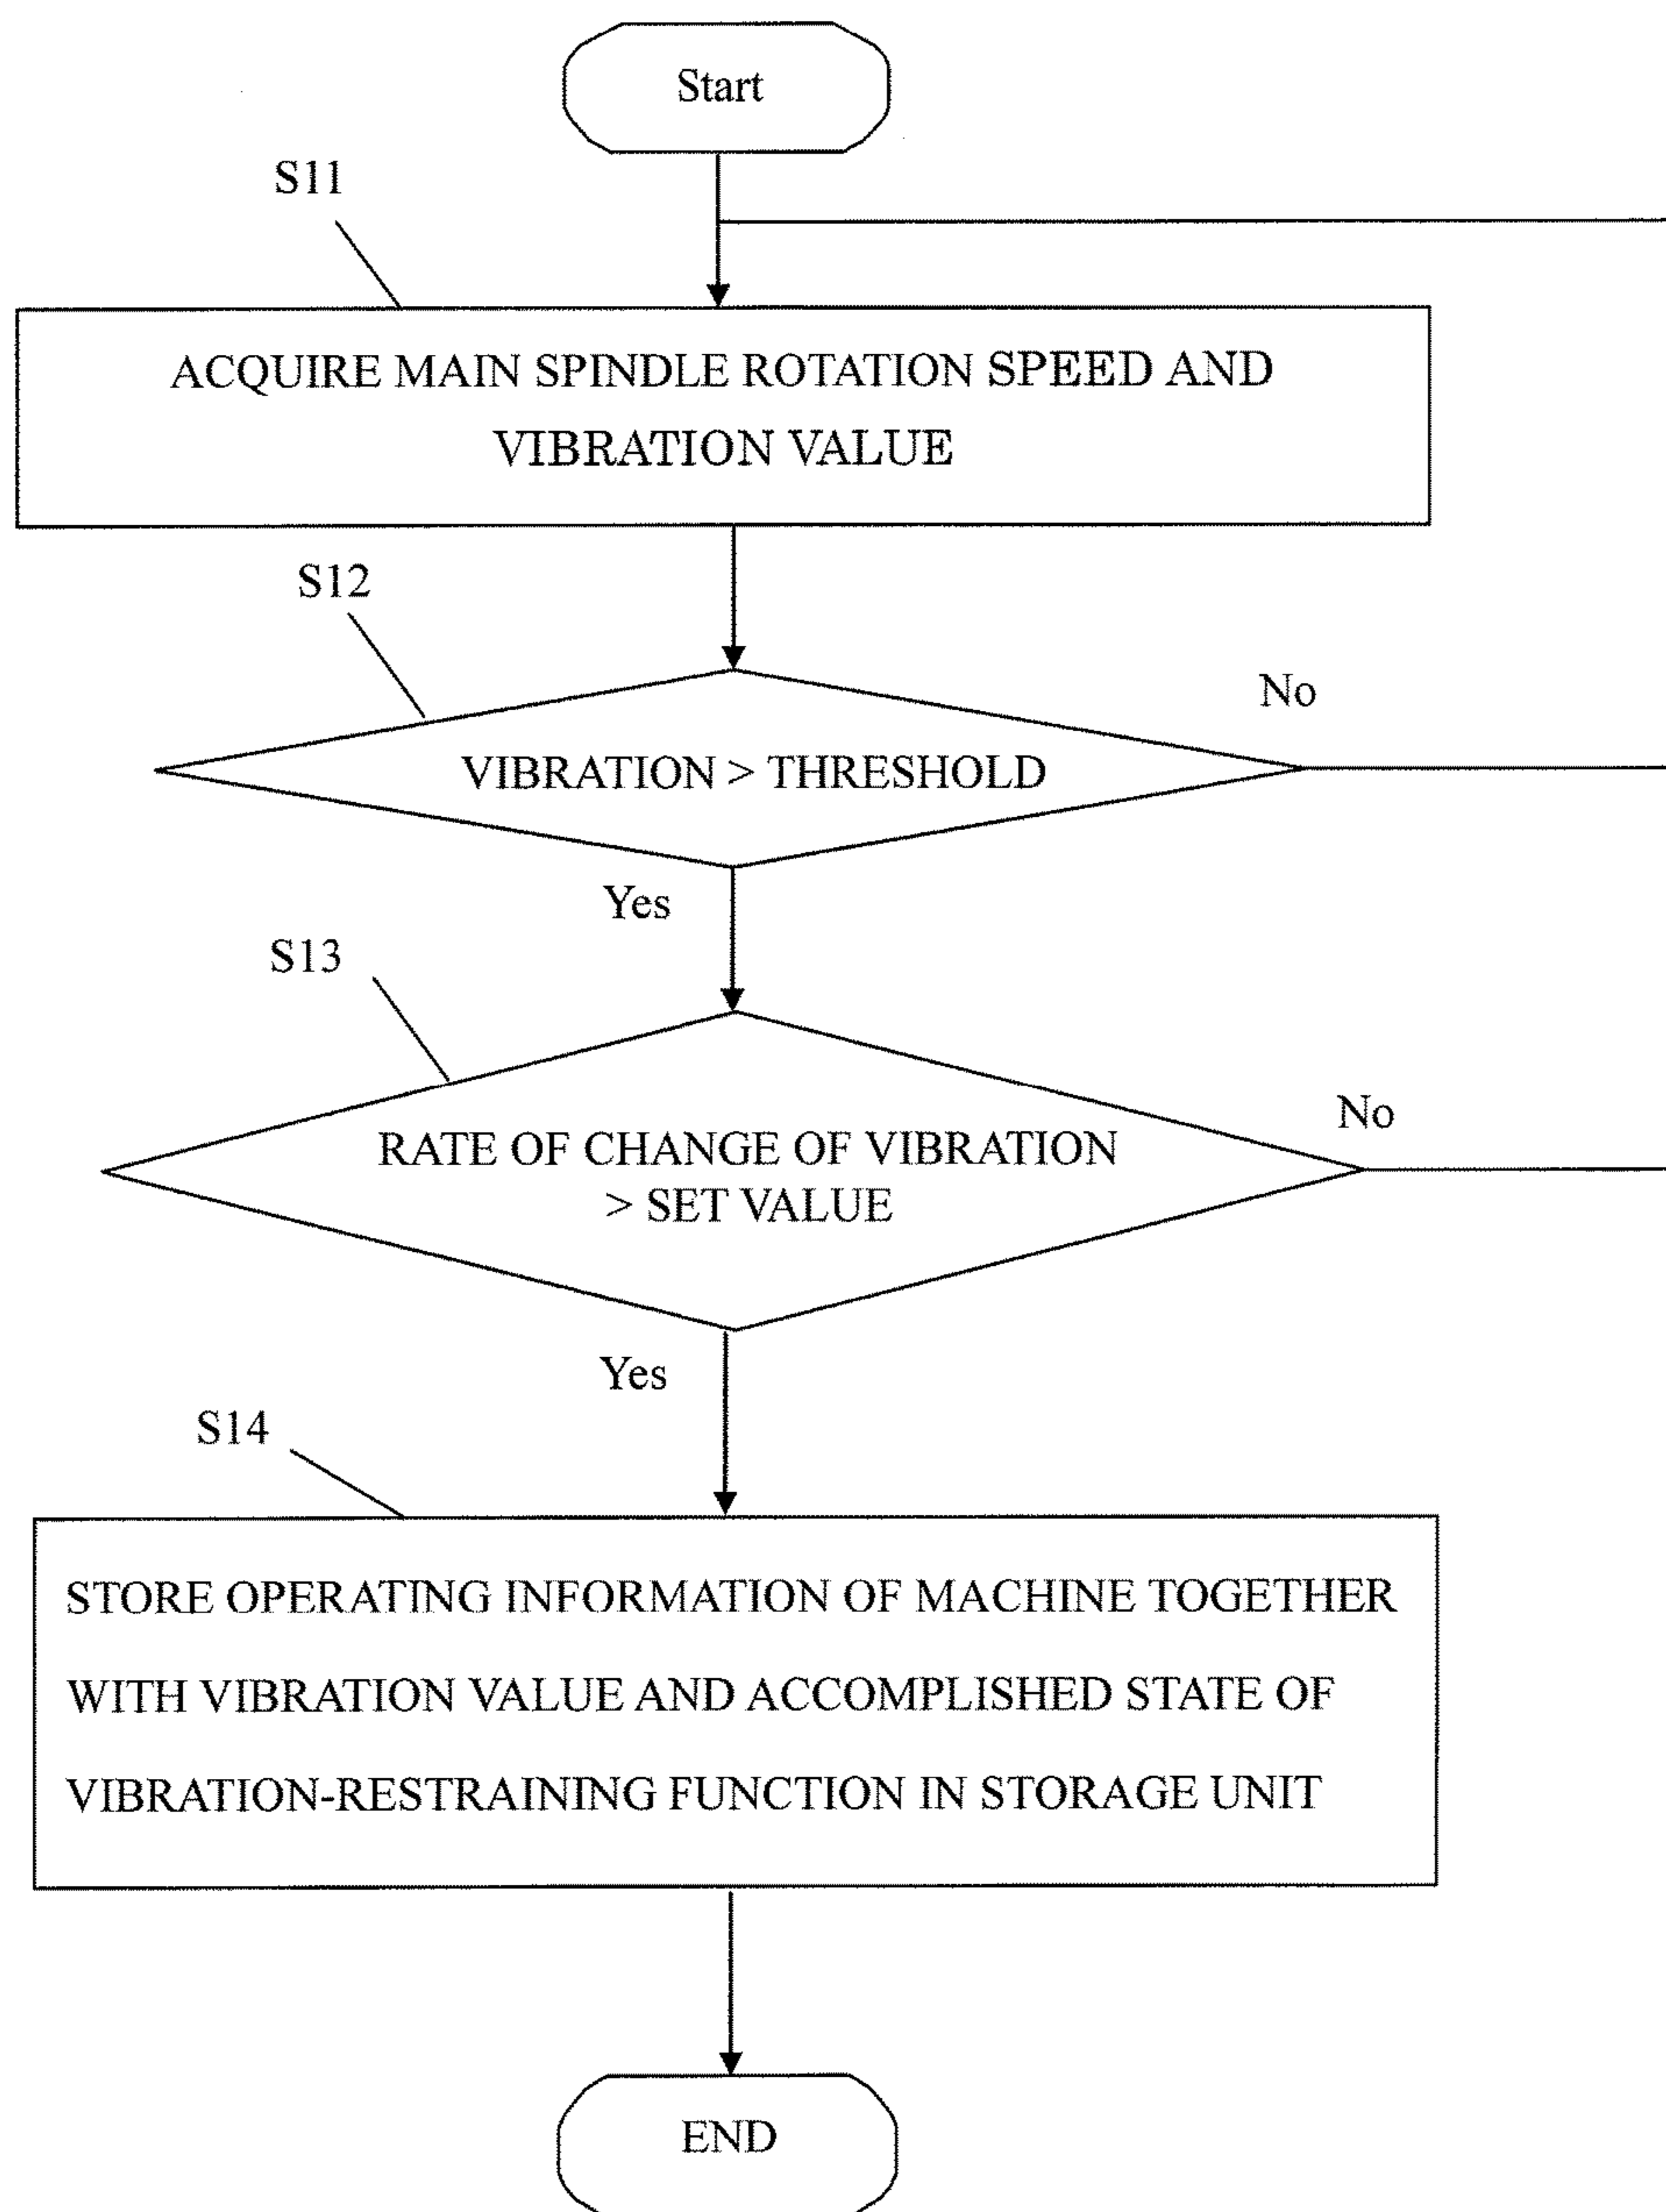 Start
S11
ACQUIRE MAIN SPINDLE ROTATION SPEED AND
VIBRATION VALUE
S12
No
VIBRATION > THRESHOLD
Yes
S13
No
RATE OF CHANGE OF VIBRATION
> SET VALUE
Yes
S14
STORE OPERATING INFORMATION OF MACHINE TOGETHER
WITH VIBRATION VALUE AND ACCOMPLISHED STATE OF
VIBRATION-RESTRAINING FUNCTION IN STORAGE UNIT
END